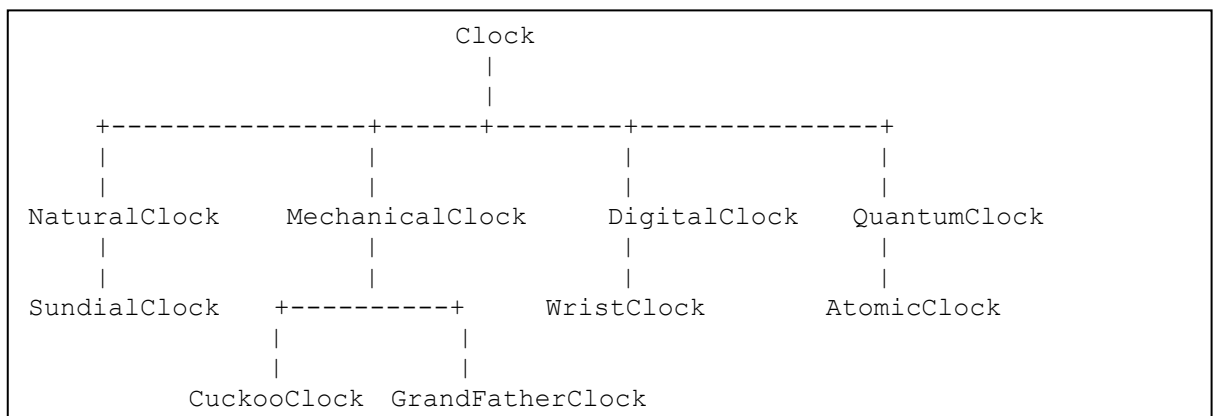 Clock
|
|
+----------------+------+--------+---------------+
| | | |
| | | |
NaturalClock MechanicalClock DigitalClock QuantumClock
| | | |
| | | |
SundialClock +----------+ WristClock AtomicClock
| |
| |
CuckooClock GrandFatherClock